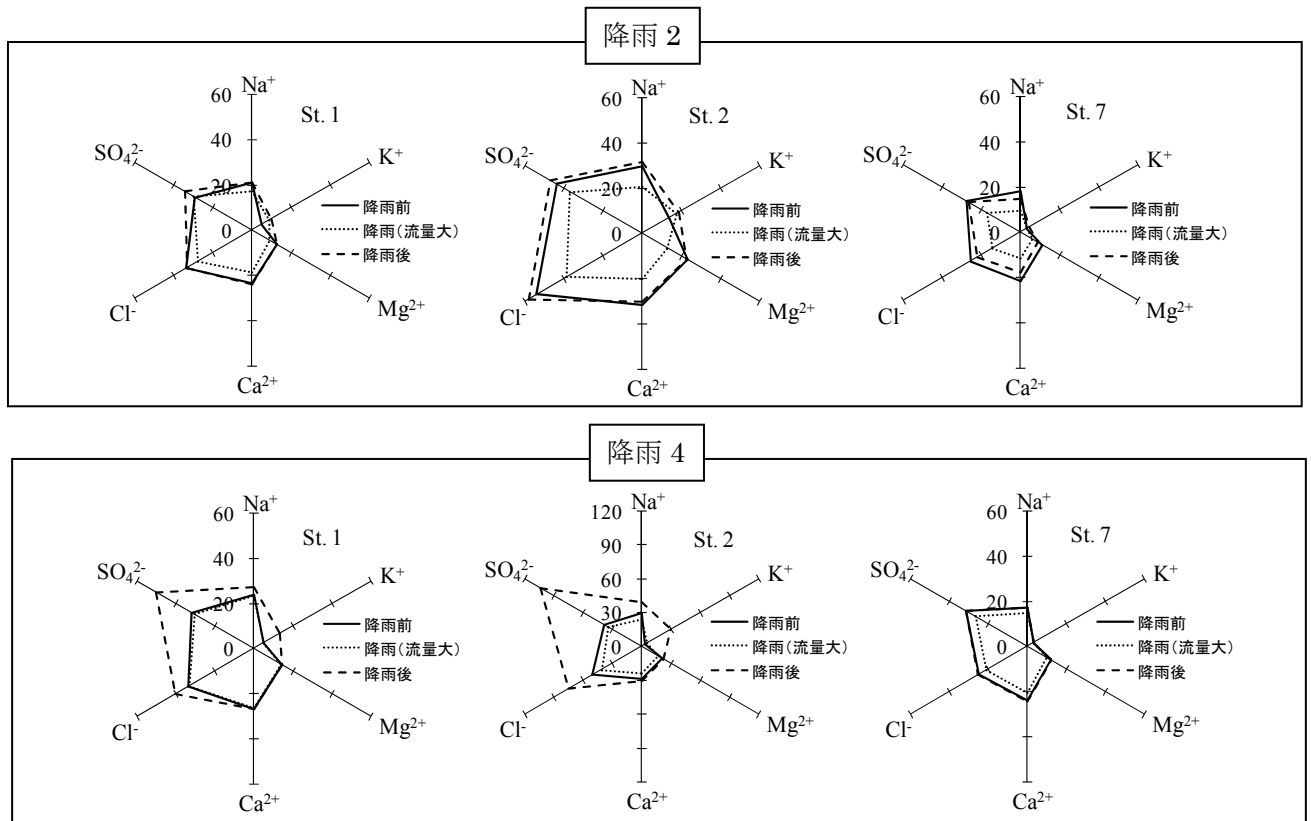 降雨 2
St. 1
Na⁺
60
40
20
0
K⁺
Mg²⁺
Ca²⁺
Cl⁻
SO₄²⁻
降雨前
降雨(流量大)
降雨後
St. 2
Na⁺
60
40
20
0
K⁺
Mg²⁺
Ca²⁺
Cl⁻
SO₄²⁻
降雨前
降雨(流量大)
降雨後
St. 7
Na⁺
60
40
20
0
K⁺
Mg²⁺
Ca²⁺
Cl⁻
SO₄²⁻
降雨前
降雨(流量大)
降雨後
降雨 4
St. 1
Na⁺
60
40
20
0
K⁺
Mg²⁺
Ca²⁺
Cl⁻
SO₄²⁻
降雨前
降雨(流量大)
降雨後
St. 2
Na⁺
120
90
60
30
0
K⁺
Mg²⁺
Ca²⁺
Cl⁻
SO₄²⁻
降雨前
降雨(流量大)
降雨後
St. 7
Na⁺
60
40
20
0
K⁺
Mg²⁺
Ca²⁺
Cl⁻
SO₄²⁻
降雨前
降雨(流量大)
降雨後